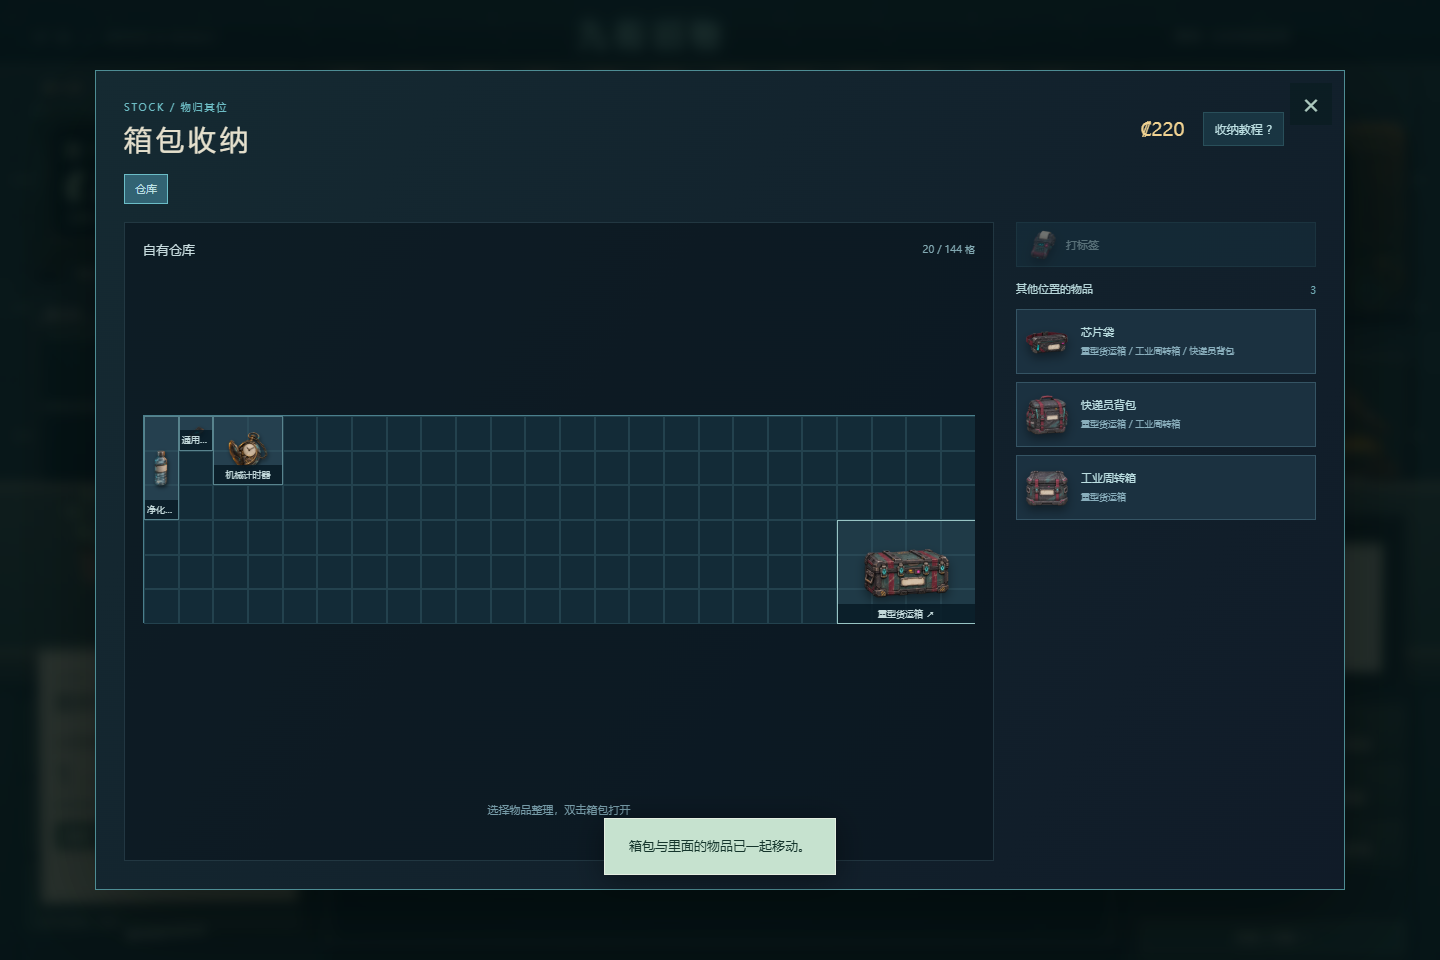 STOCK / 物归其位
箱包收纳
₡220
收纳教程 ?
×
仓库
自有仓库
20 / 144 格
净化...
通用...
机械计时器
重型货运箱 ↗
选择物品整理，双击箱包打开
打标签
其他位置的物品
3
芯片袋
重型货运箱 / 工业周转箱 / 快递员背包
快递员背包
重型货运箱 / 工业周转箱
工业周转箱
重型货运箱
箱包与里面的物品已一起移动。